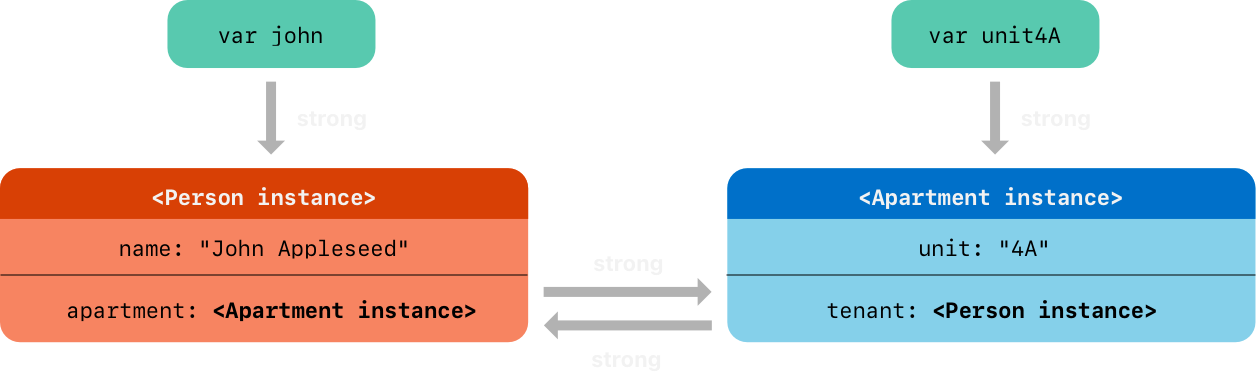 var john
var unit4A
strong
strong
<Person instance>
name: "John Appleseed"
apartment: <Apartment instance>
strong
strong
<Apartment instance>
unit: "4A"
tenant: <Person instance>